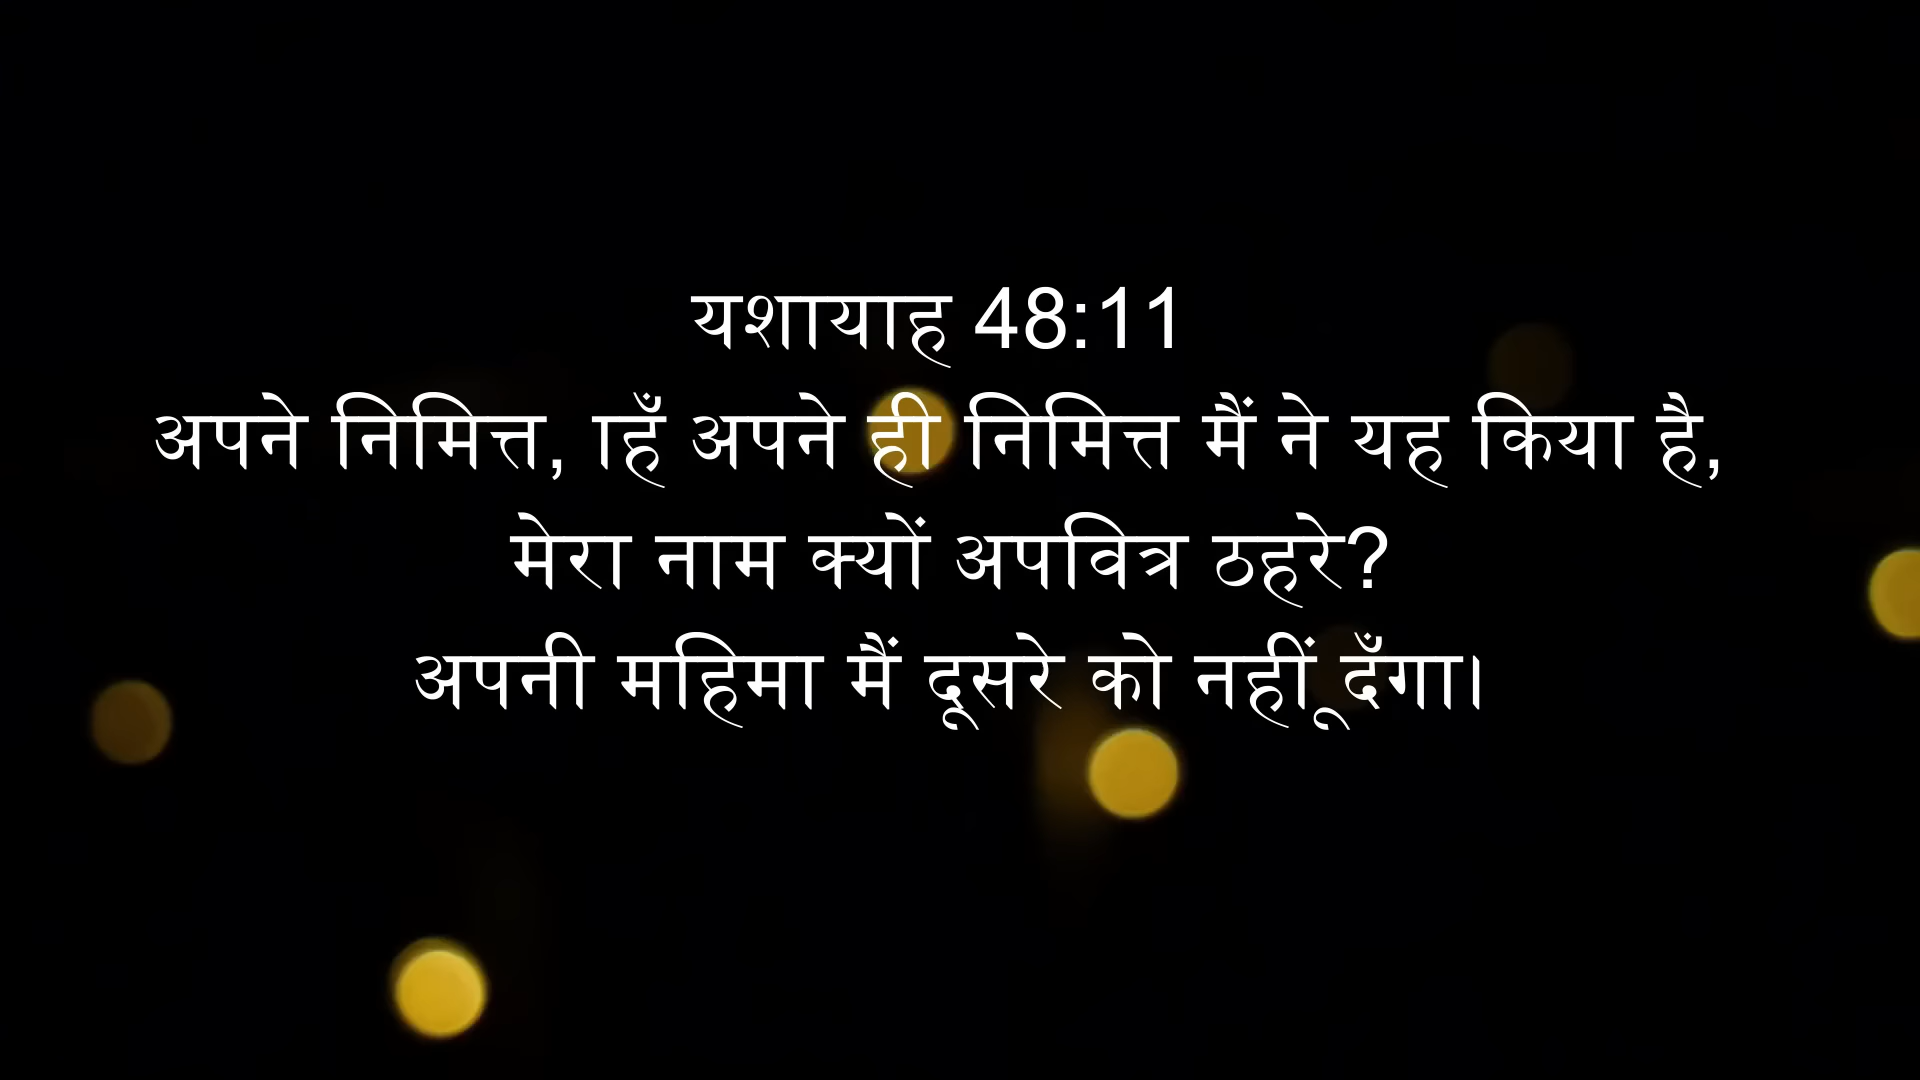 यशायाह 48:11
अपने निमित्त, ाहँ अपने ही निमित्त मैं ने यह किया है,
मेरा नाम क्यों अपवित्र ठहरे?
अपनी महिमा मैं दूसरे को नहींू दँगा।